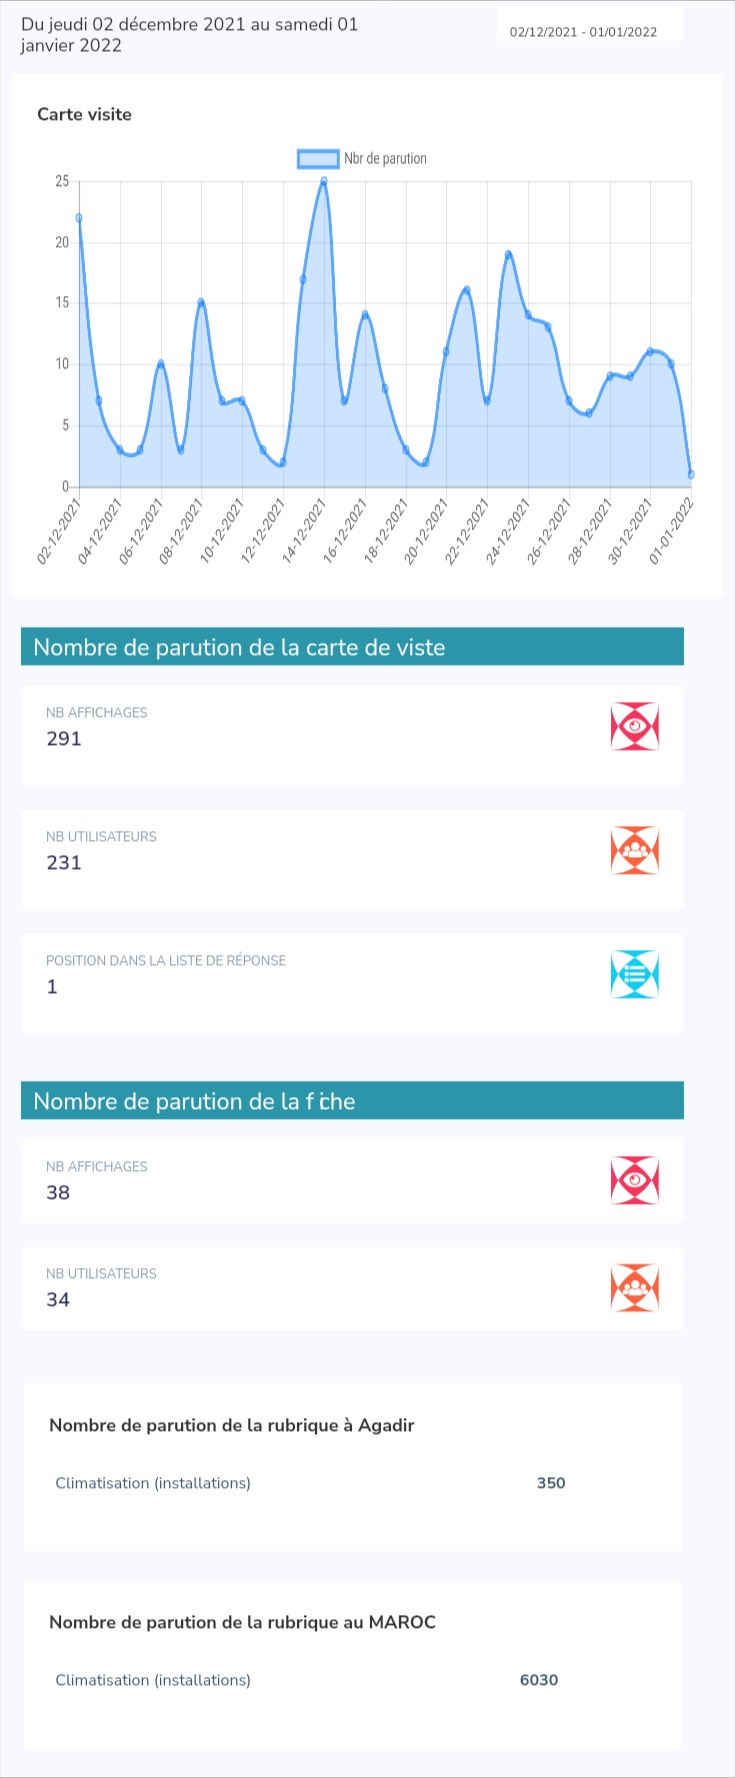 Du jeudi 02 décembre 2021 au samedi 01
janvier 2022
02/12/2021 - 01/01/2022
Carte visite
Nbr de parution
25
20
15
10
5
0
02-12-2021
04-12-2021
06-12-2021
08-12-2021
10-12-2021
12-12-2021
14-12-2021
16-12-2021
18-12-2021
20-12-2021
22-12-2021
24-12-2021
26-12-2021
28-12-2021
30-12-2021
01-01-2022
Nombre de parution de la carte de viste
NB AFFICHAGES
291
NB UTILISATEURS
231
POSITION DANS LA LISTE DE RÉPONSE
1
Nombre de parution de la fiche
NB AFFICHAGES
38
NB UTILISATEURS
34
Nombre de parution de la rubrique à Agadir
Climatisation (installations) 350
Nombre de parution de la rubrique au MAROC
Climatisation (installations) 6030